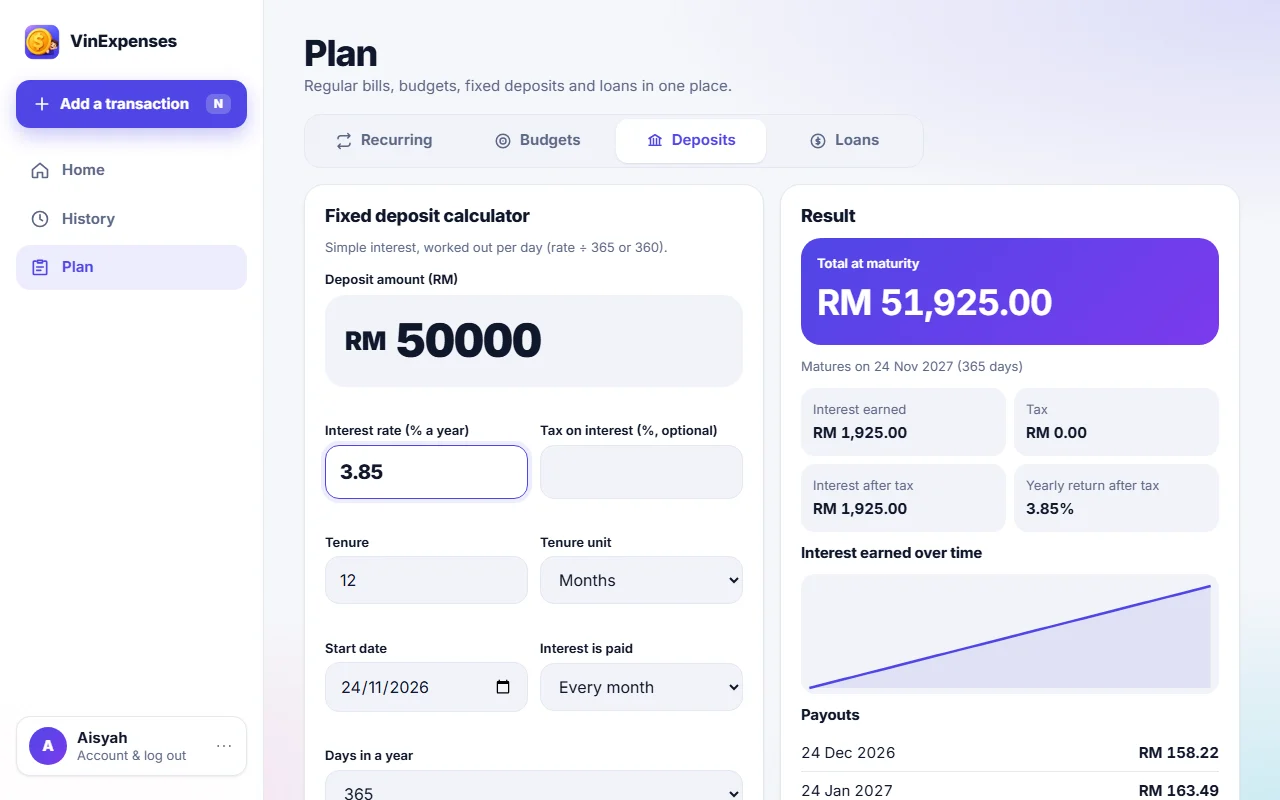 VinExpenses
Add a transaction N
Home
History
Plan
Aisyah
Account & log out
Plan
Regular bills, budgets, fixed deposits and loans in one place.
Recurring Budgets Deposits Loans
Fixed deposit calculator
Simple interest, worked out per day (rate ÷ 365 or 360).
Deposit amount (RM)
RM 50000
Interest rate (% a year) Tax on interest (%, optional)
3.85
Tenure Tenure unit
12 Months
Start date Interest is paid
24/11/2026 Every month
Days in a year
365
Result
Total at maturity
RM 51,925.00
Matures on 24 Nov 2027 (365 days)
Interest earned Tax
RM 1,925.00 RM 0.00
Interest after tax Yearly return after tax
RM 1,925.00 3.85%
Interest earned over time
Payouts
24 Dec 2026 RM 158.22
24 Jan 2027 RM 163.49
A